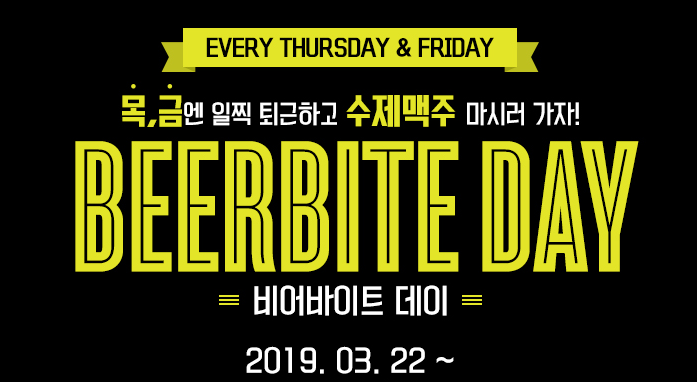 EVERY THURSDAY & FRIDAY
목,금엔 일찍 퇴근하고 수제맥주 마시러 가자!
BEERBITE DAY
비어바이트 데이
2019. 03. 22 ~